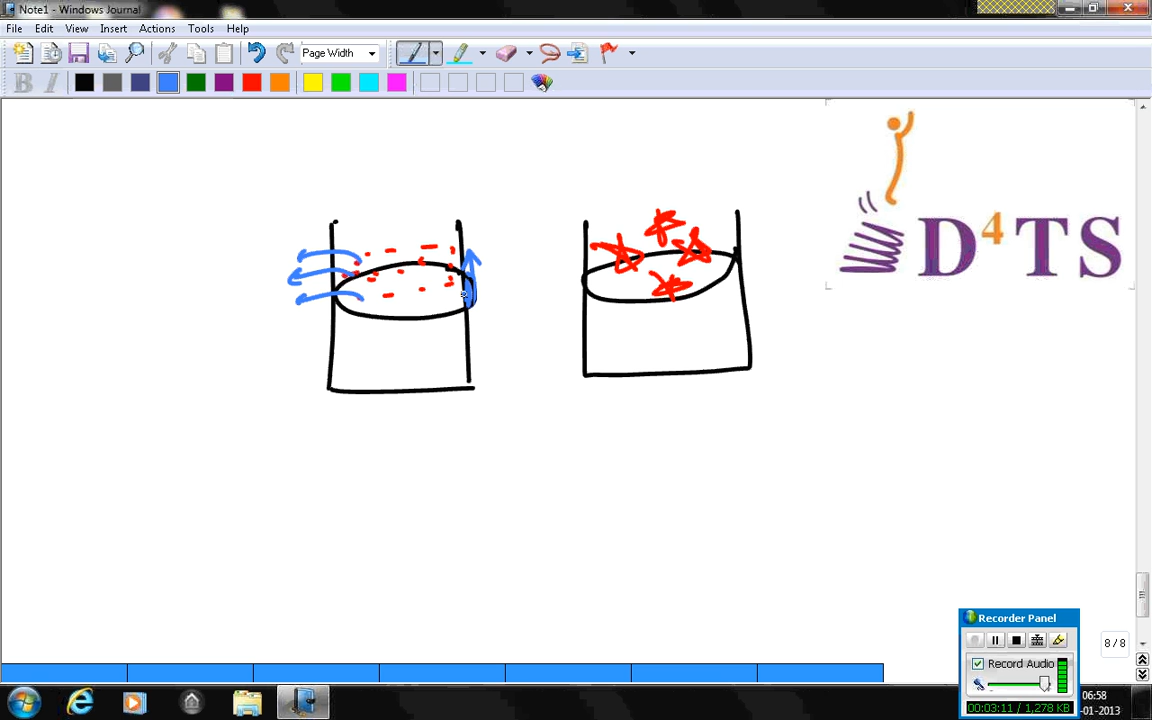 Note1 - Windows Journal
File Edit View Insert Actions Tools Help
Page Width
B I
D4TS
Recorder Panel
Record Audio
00:03:11 / 1,278 KB
8 / 8
06:58
-01-2013